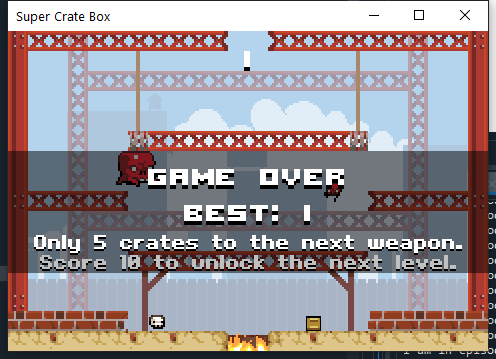 Super Crate Box
1
GAME OVER
BEST: 1
Only 5 crates to the next weapon.
Score 10 to unlock the next level.